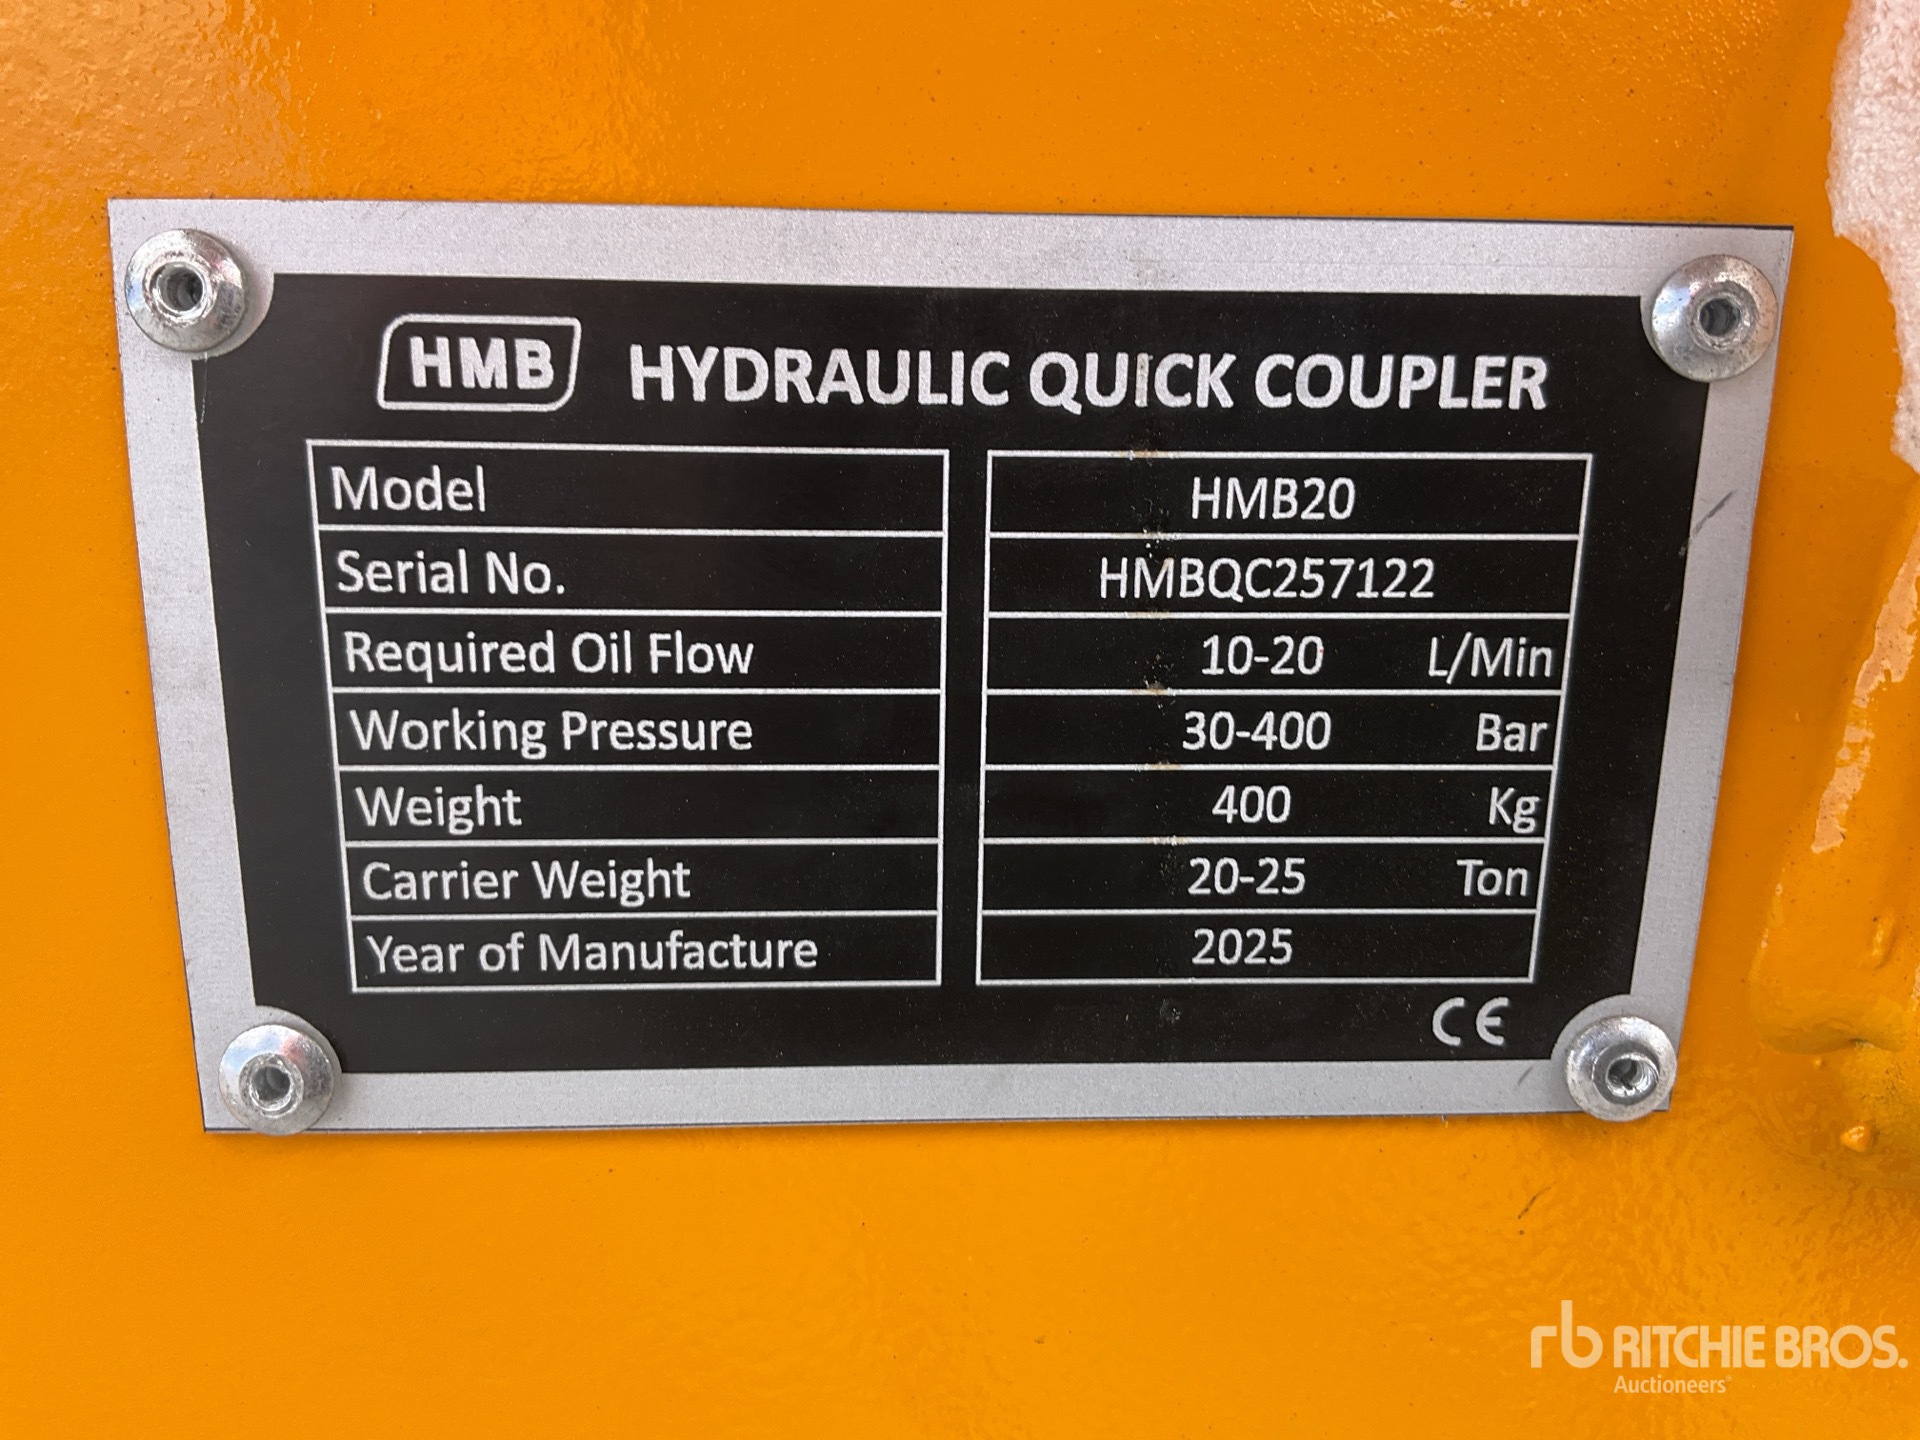 HMB HYDRAULIC QUICK COUPLER
Model HMB20
Serial No. HMBQC257122
Required Oil Flow 10-20 L/Min
Working Pressure 30-400 Bar
Weight 400 Kg
Carrier Weight 20-25 Ton
Year of Manufacture 2025
CE
rb RITCHIE BROS.
Auctioneers